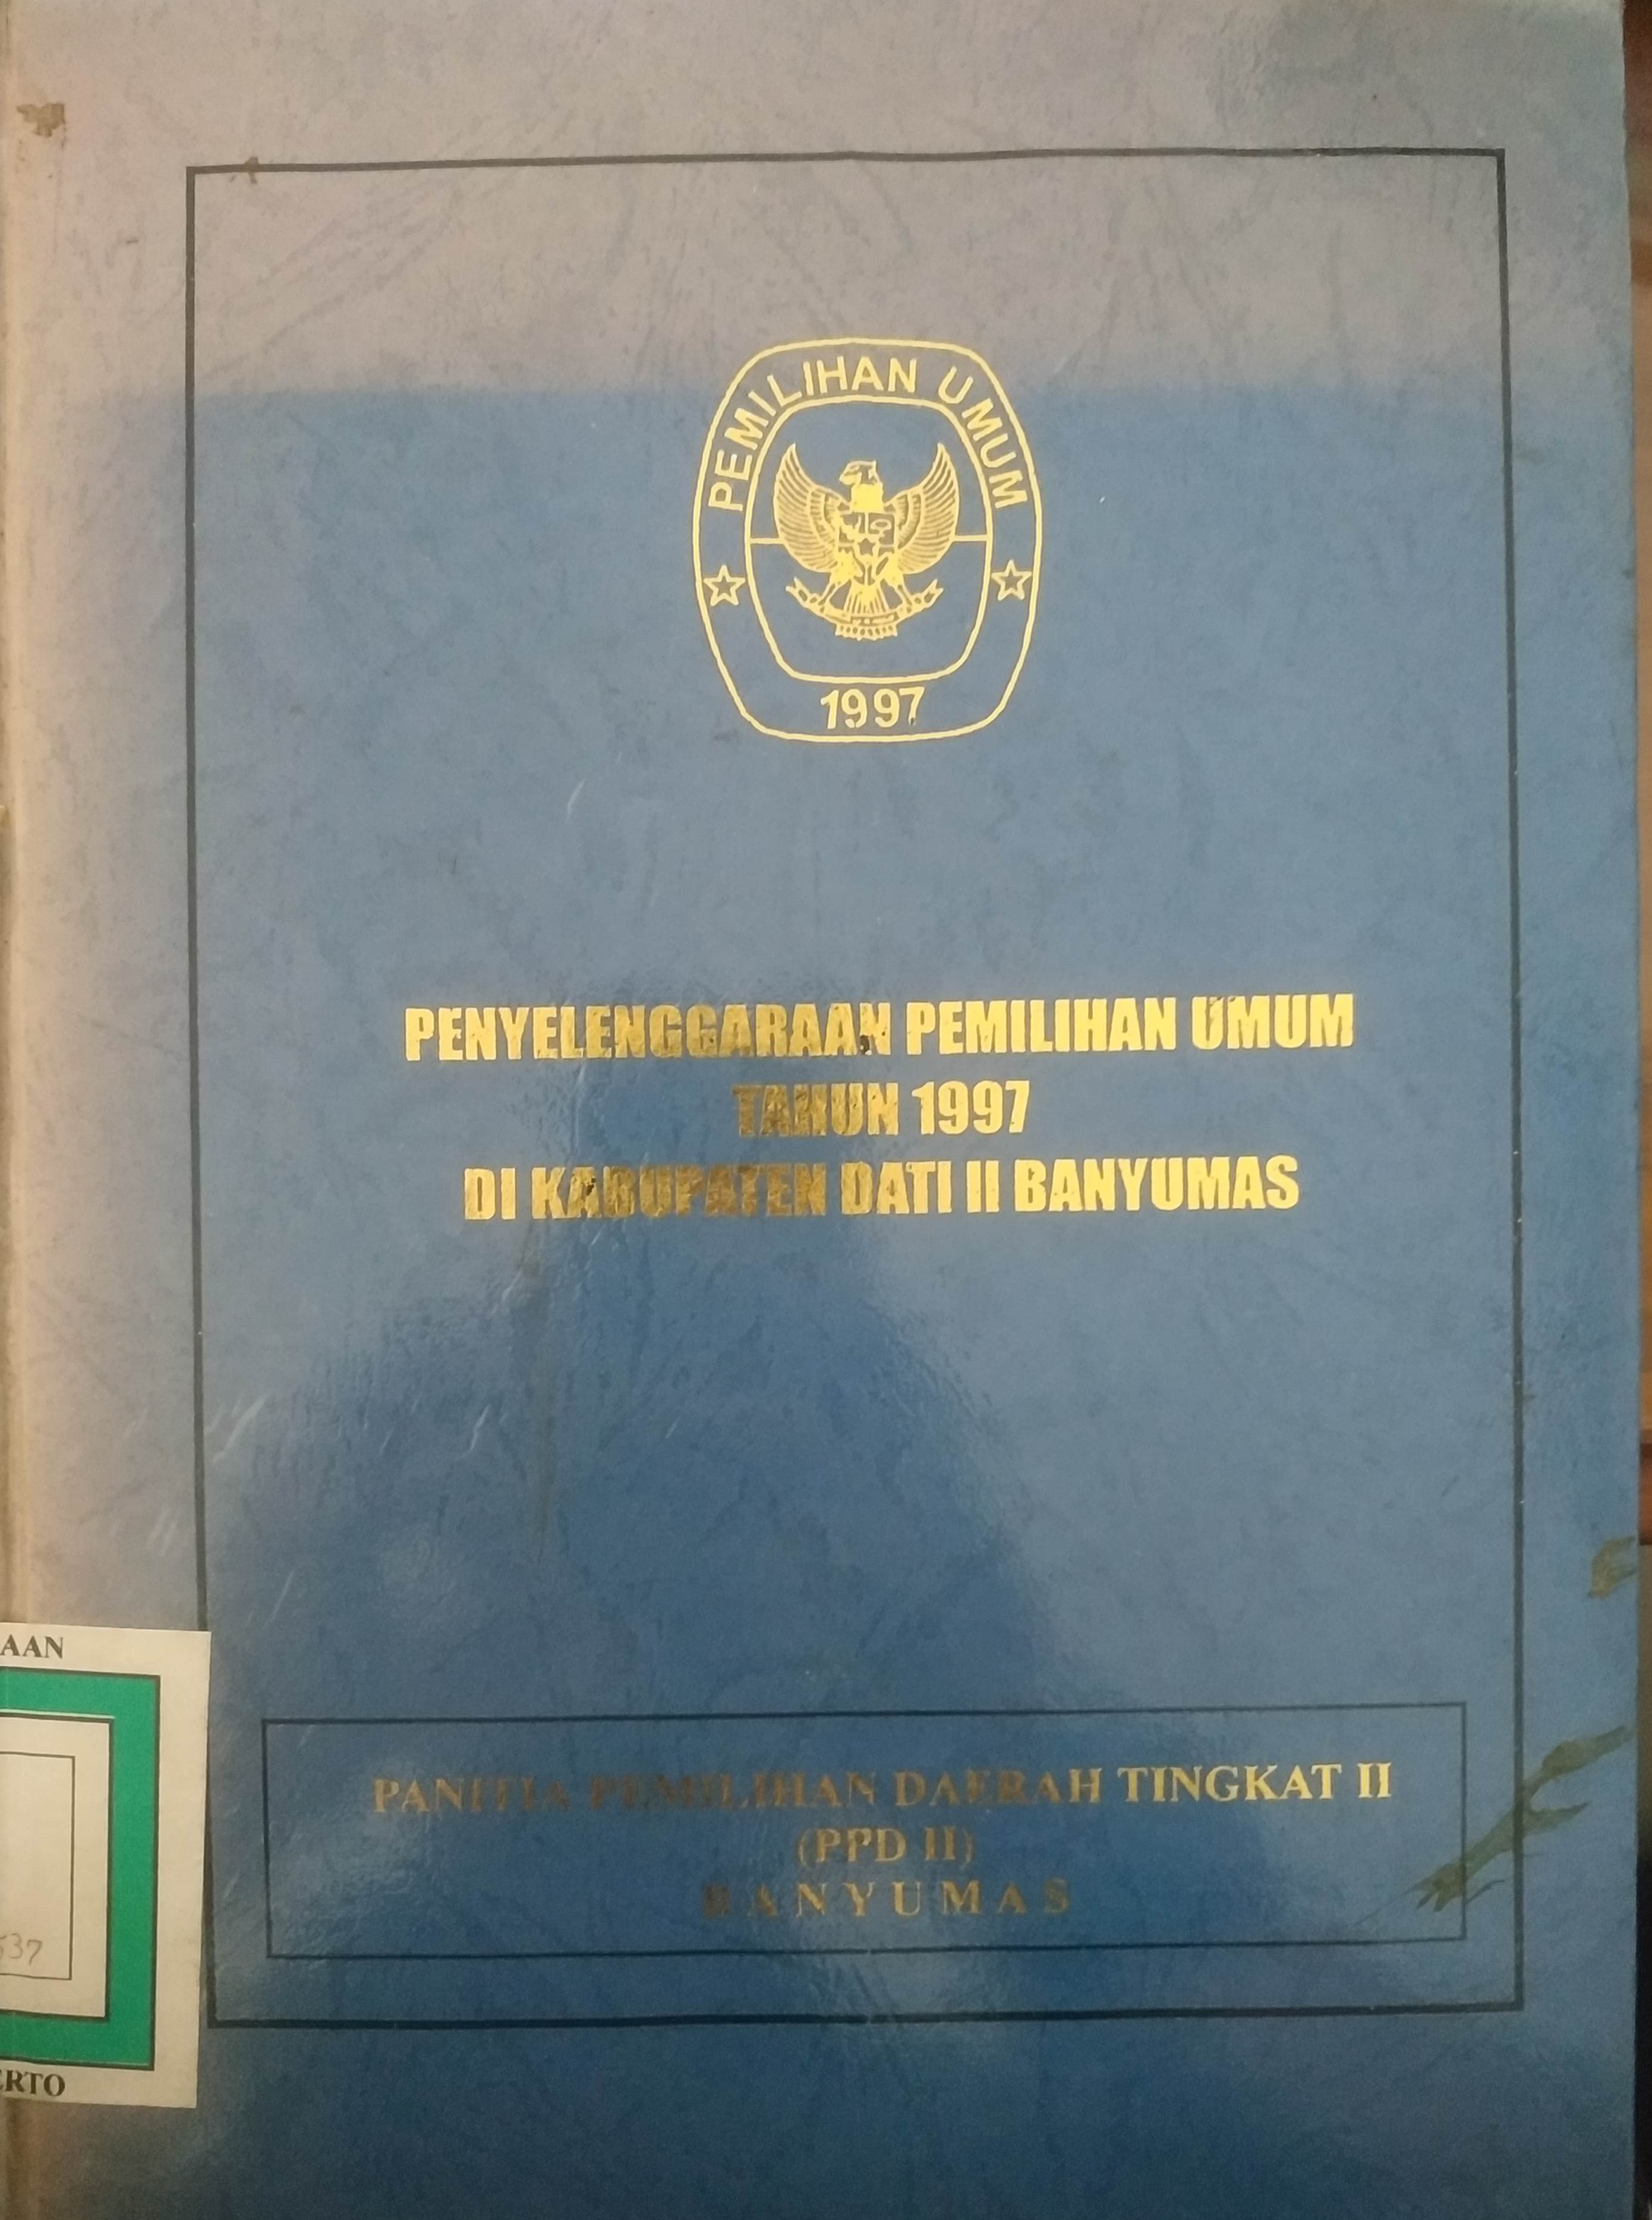 PEMILIHAN UMUM
1997
PENYELENGGARAAN PEMILIHAN UMUM
TAHUN 1997
DI KABUPATEN DATI II BANYUMAS
AAN
537
ERTO
PANITIA PEMILIHAN DAERAH TINGKAT II
(PPD II)
BANYUMAS